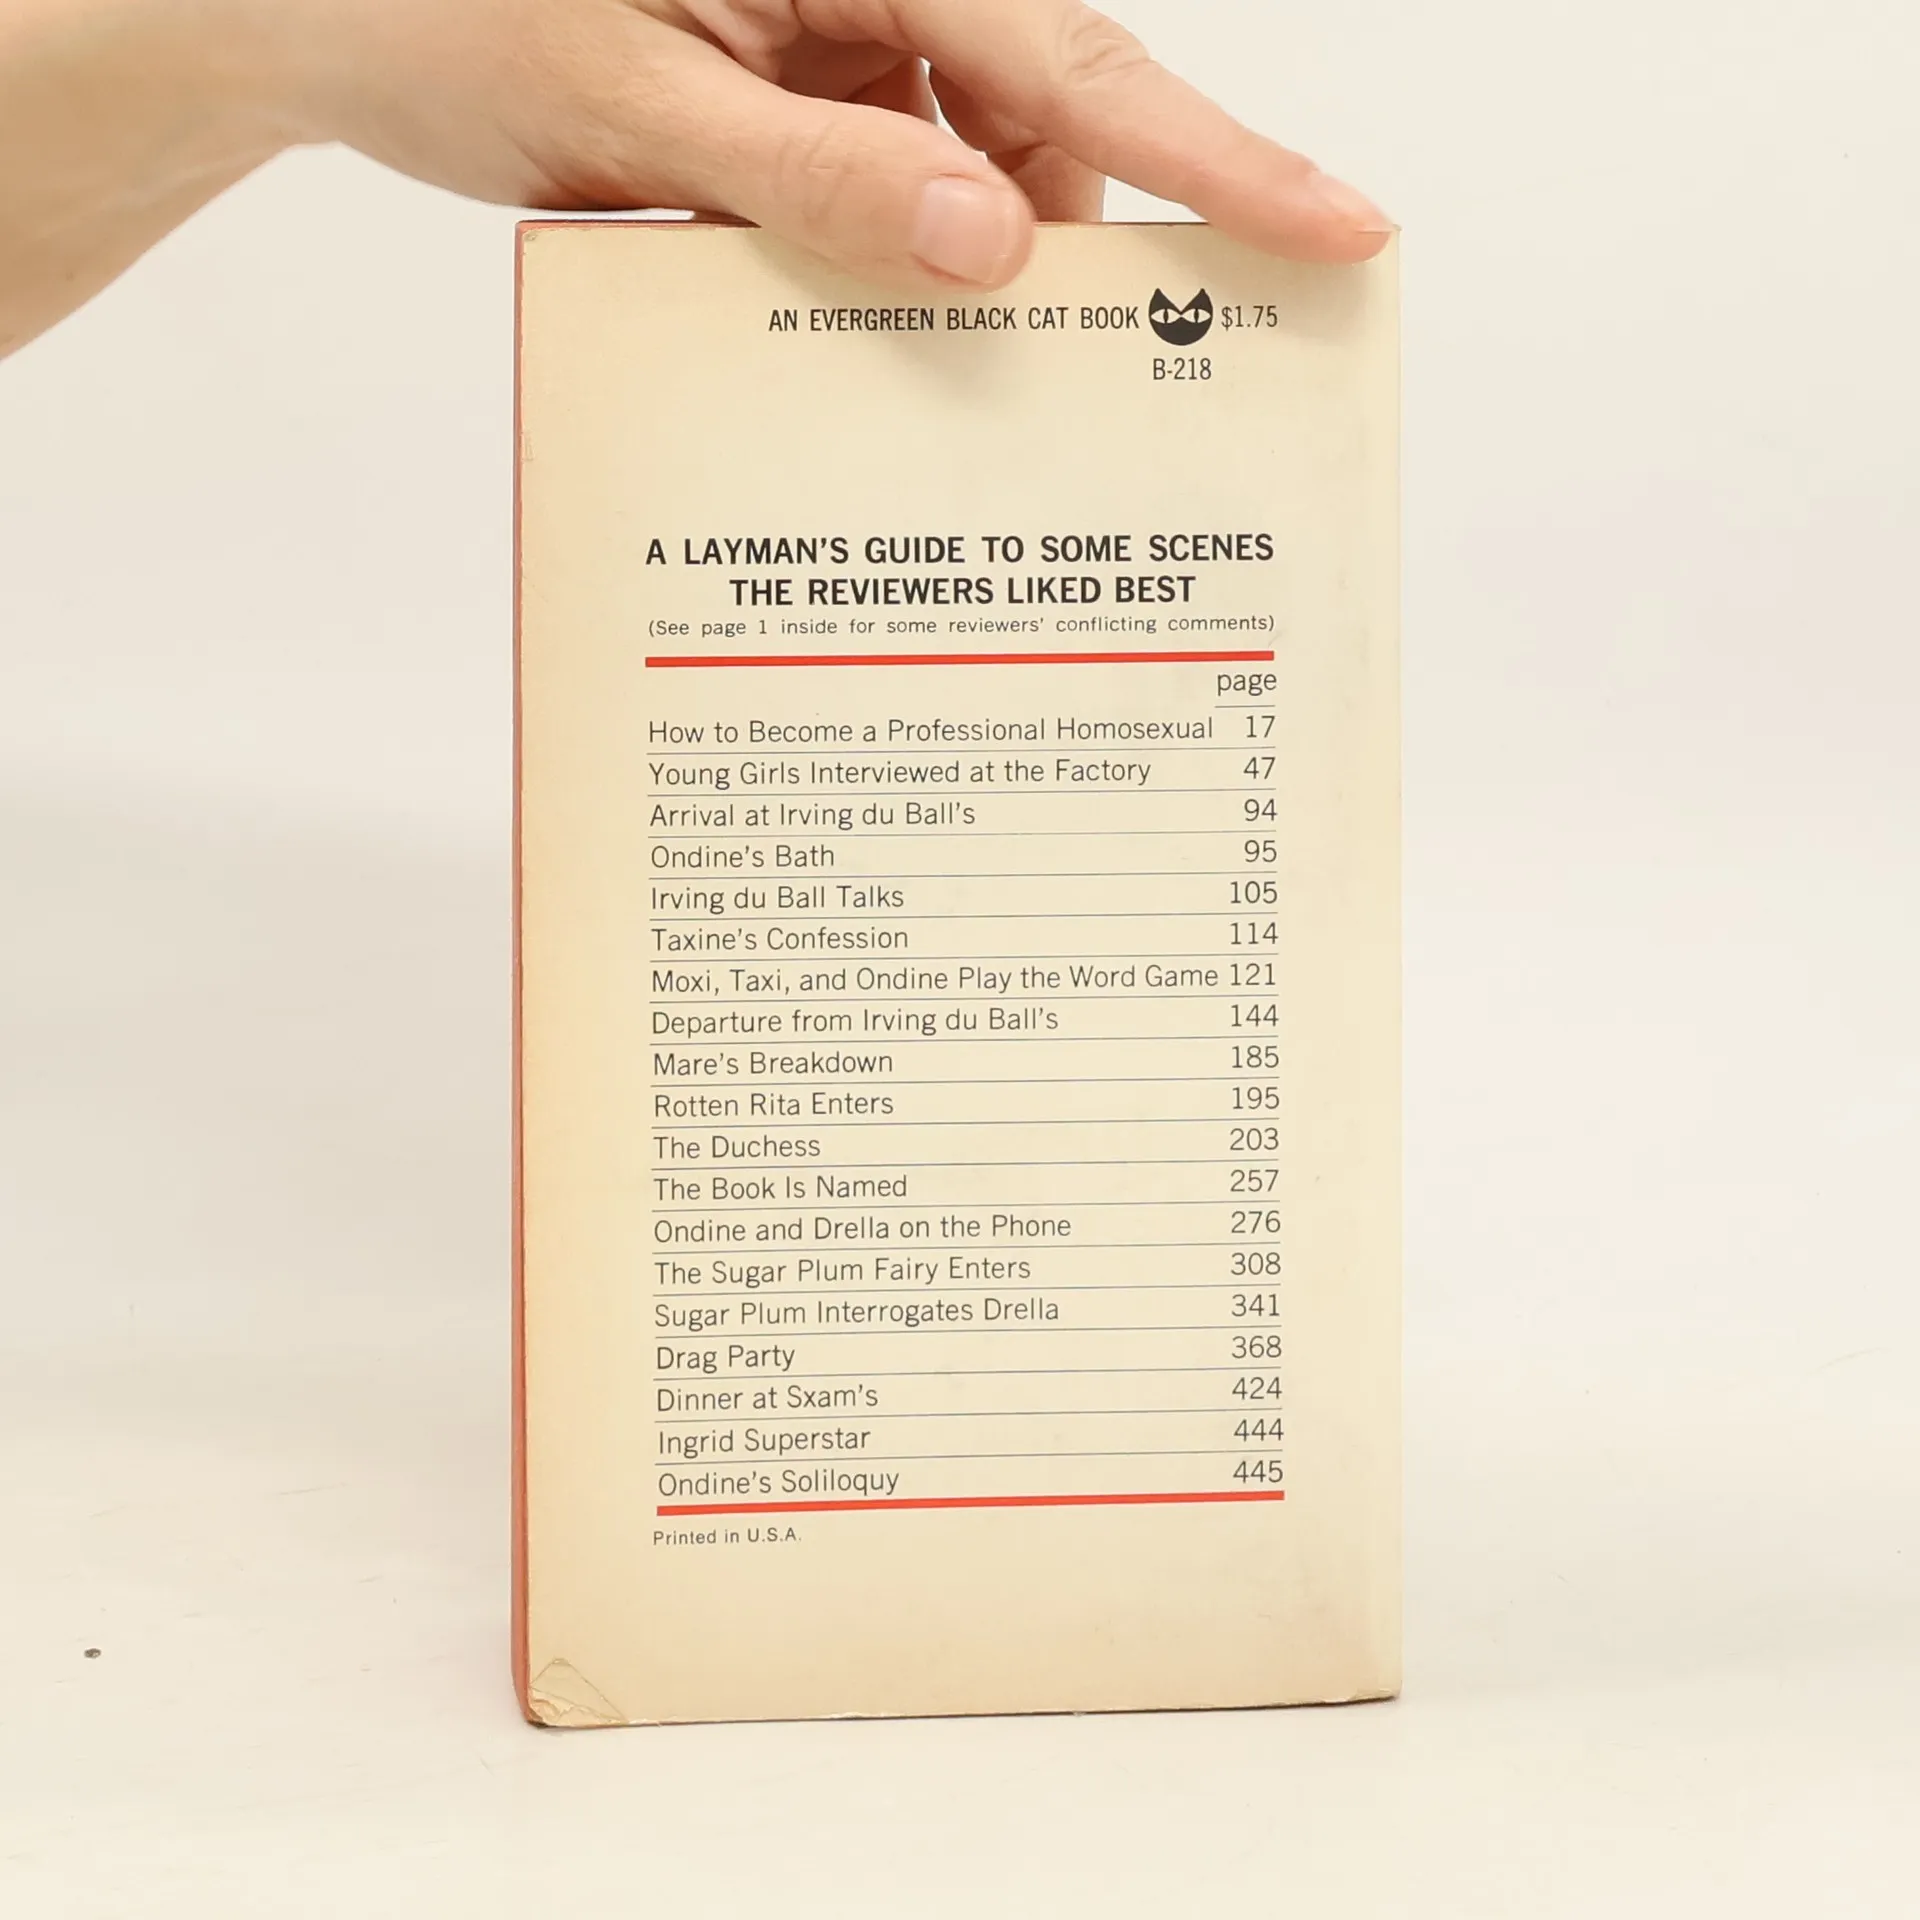 AN EVERGREEN BLACK CAT BOOK $1.75
B-218
A LAYMAN'S GUIDE TO SOME SCENES
THE REVIEWERS LIKED BEST
(See page 1 inside for some reviewers' conflicting comments)
page
How to Become a Professional Homosexual 17
Young Girls Interviewed at the Factory 47
Arrival at Irving du Ball's 94
Ondine's Bath 95
Irving du Ball Talks 105
Taxine's Confession 114
Moxi, Taxi, and Ondine Play the Word Game 121
Departure from Irving du Ball's 144
Mare's Breakdown 185
Rotten Rita Enters 195
The Duchess 203
The Book Is Named 257
Ondine and Drella on the Phone 276
The Sugar Plum Fairy Enters 308
Sugar Plum Interrogates Drella 341
Drag Party 368
Dinner at Sxam's 424
Ingrid Superstar 444
Ondine's Soliloquy 445
Printed in U.S.A.